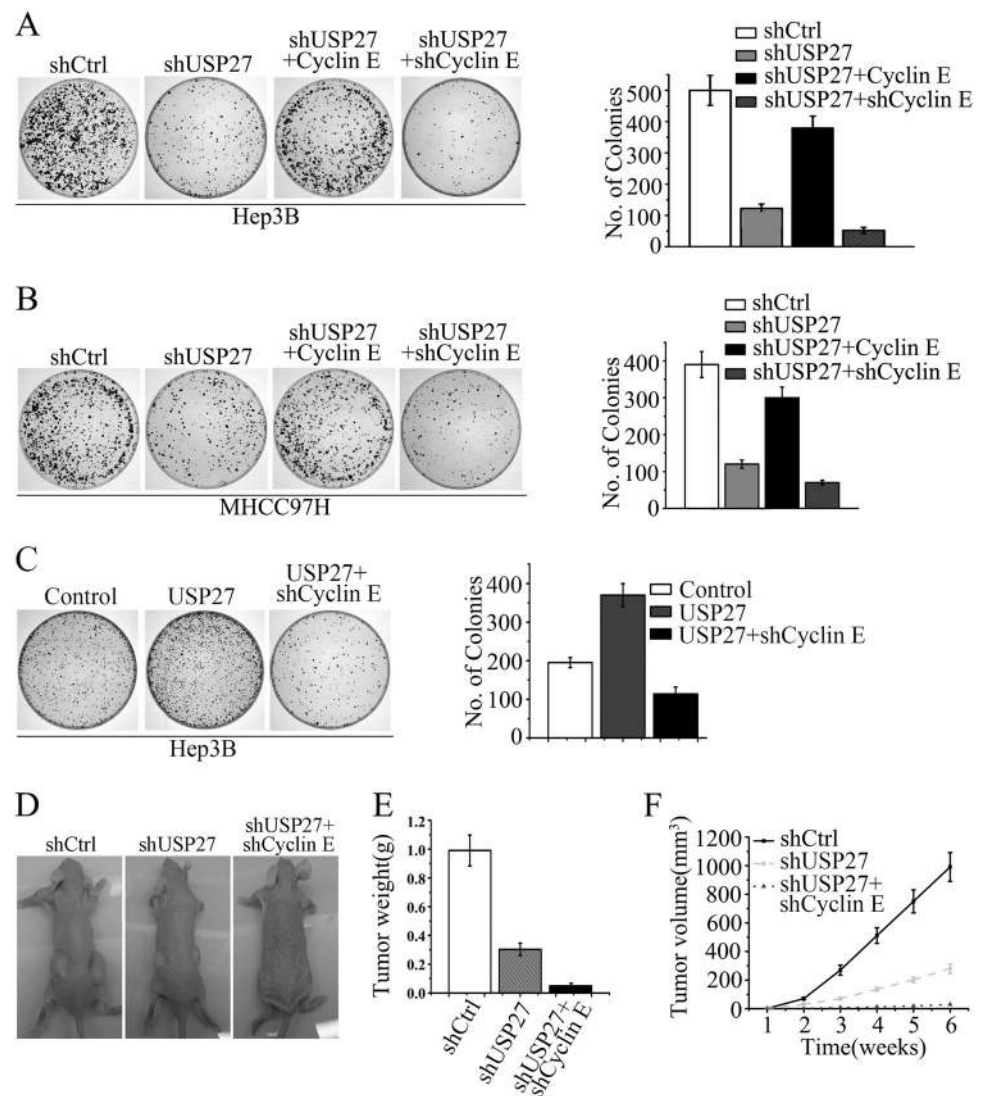 A
shCtrl
shUSP27
shUSP27
+Cyclin E
shUSP27
+shCyclin E
Hep3B
No. of Colonies
500
400
300
200
100
0
shCtrl
shUSP27
shUSP27+Cyclin E
shUSP27+shCyclin E
B
shCtrl
shUSP27
shUSP27
+Cyclin E
shUSP27
+shCyclin E
MHCC97H
No. of Colonies
400
300
200
100
0
shCtrl
shUSP27
shUSP27+Cyclin E
shUSP27+shCyclin E
C
Control
USP27
USP27+
shCyclin E
Hep3B
No. of Colonies
400
300
200
100
0
Control
USP27
USP27+shCyclin E
D
shCtrl
shUSP27
shUSP27+
shCyclin E
E
Tumor weight(g)
1.2
1.0
0.8
0.6
0.4
0.2
0.0
shCtrl
shUSP27
shUSP27+
shCyclin E
F
Tumor volume(mm³)
1200
1000
800
600
400
200
0
shCtrl
shUSP27
shUSP27+
shCyclin E
1 2 3 4 5 6
Time(weeks)